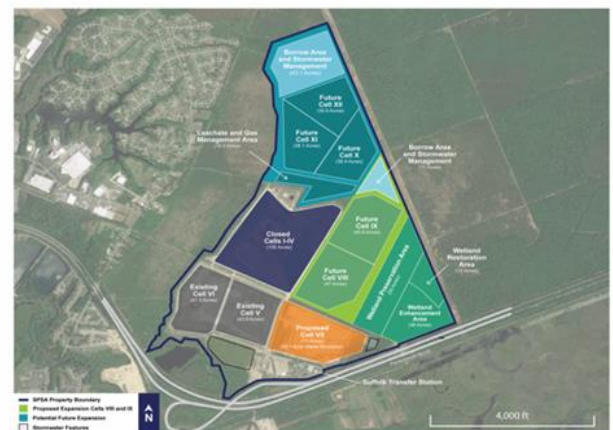 Borrow Area
and Stormwater
Management
Future
Cell XII
Future
Cell XI
Future
Cell X
Leachate and Gas
Management Area
Borrow Area
and Stormwater
Management
Closed
Cells I-IV
Future
Cell IX
Future
Cell VIII
Wetland Preservation Area
Wetland
Restoration
Area
Wetland
Enhancement
Area
Existing
Cell VI
Existing
Cell V
Proposed
Cell VII
Suffolk Transfer Station
SPSA Property Boundary
Proposed Expansion Cells VIII and IX
Potential Future Expansion
Stormwater Features
N
4,000 ft